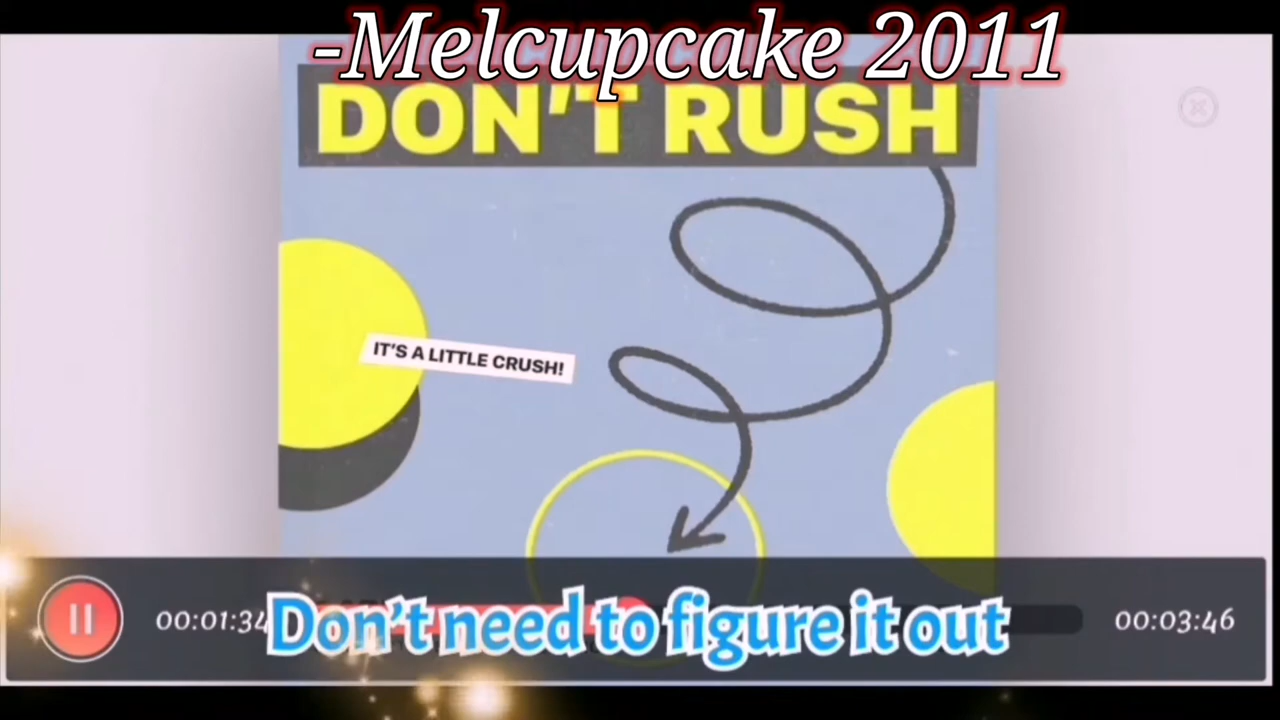 -Melcupcake 2011
DON'T RUSH
IT'S A LITTLE CRUSH!
00:01:34
Don't need to figure it out
00:03:46